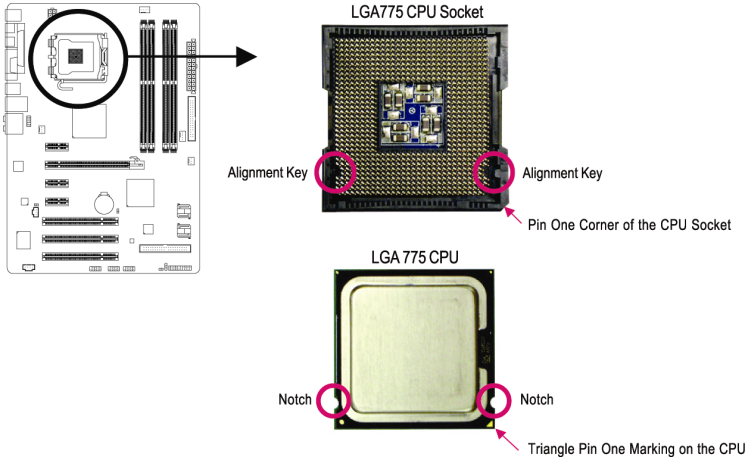 LGA775 CPU Socket
Alignment Key
Alignment Key
Pin One Corner of the CPU Socket
LGA 775 CPU
Notch
Notch
Triangle Pin One Marking on the CPU